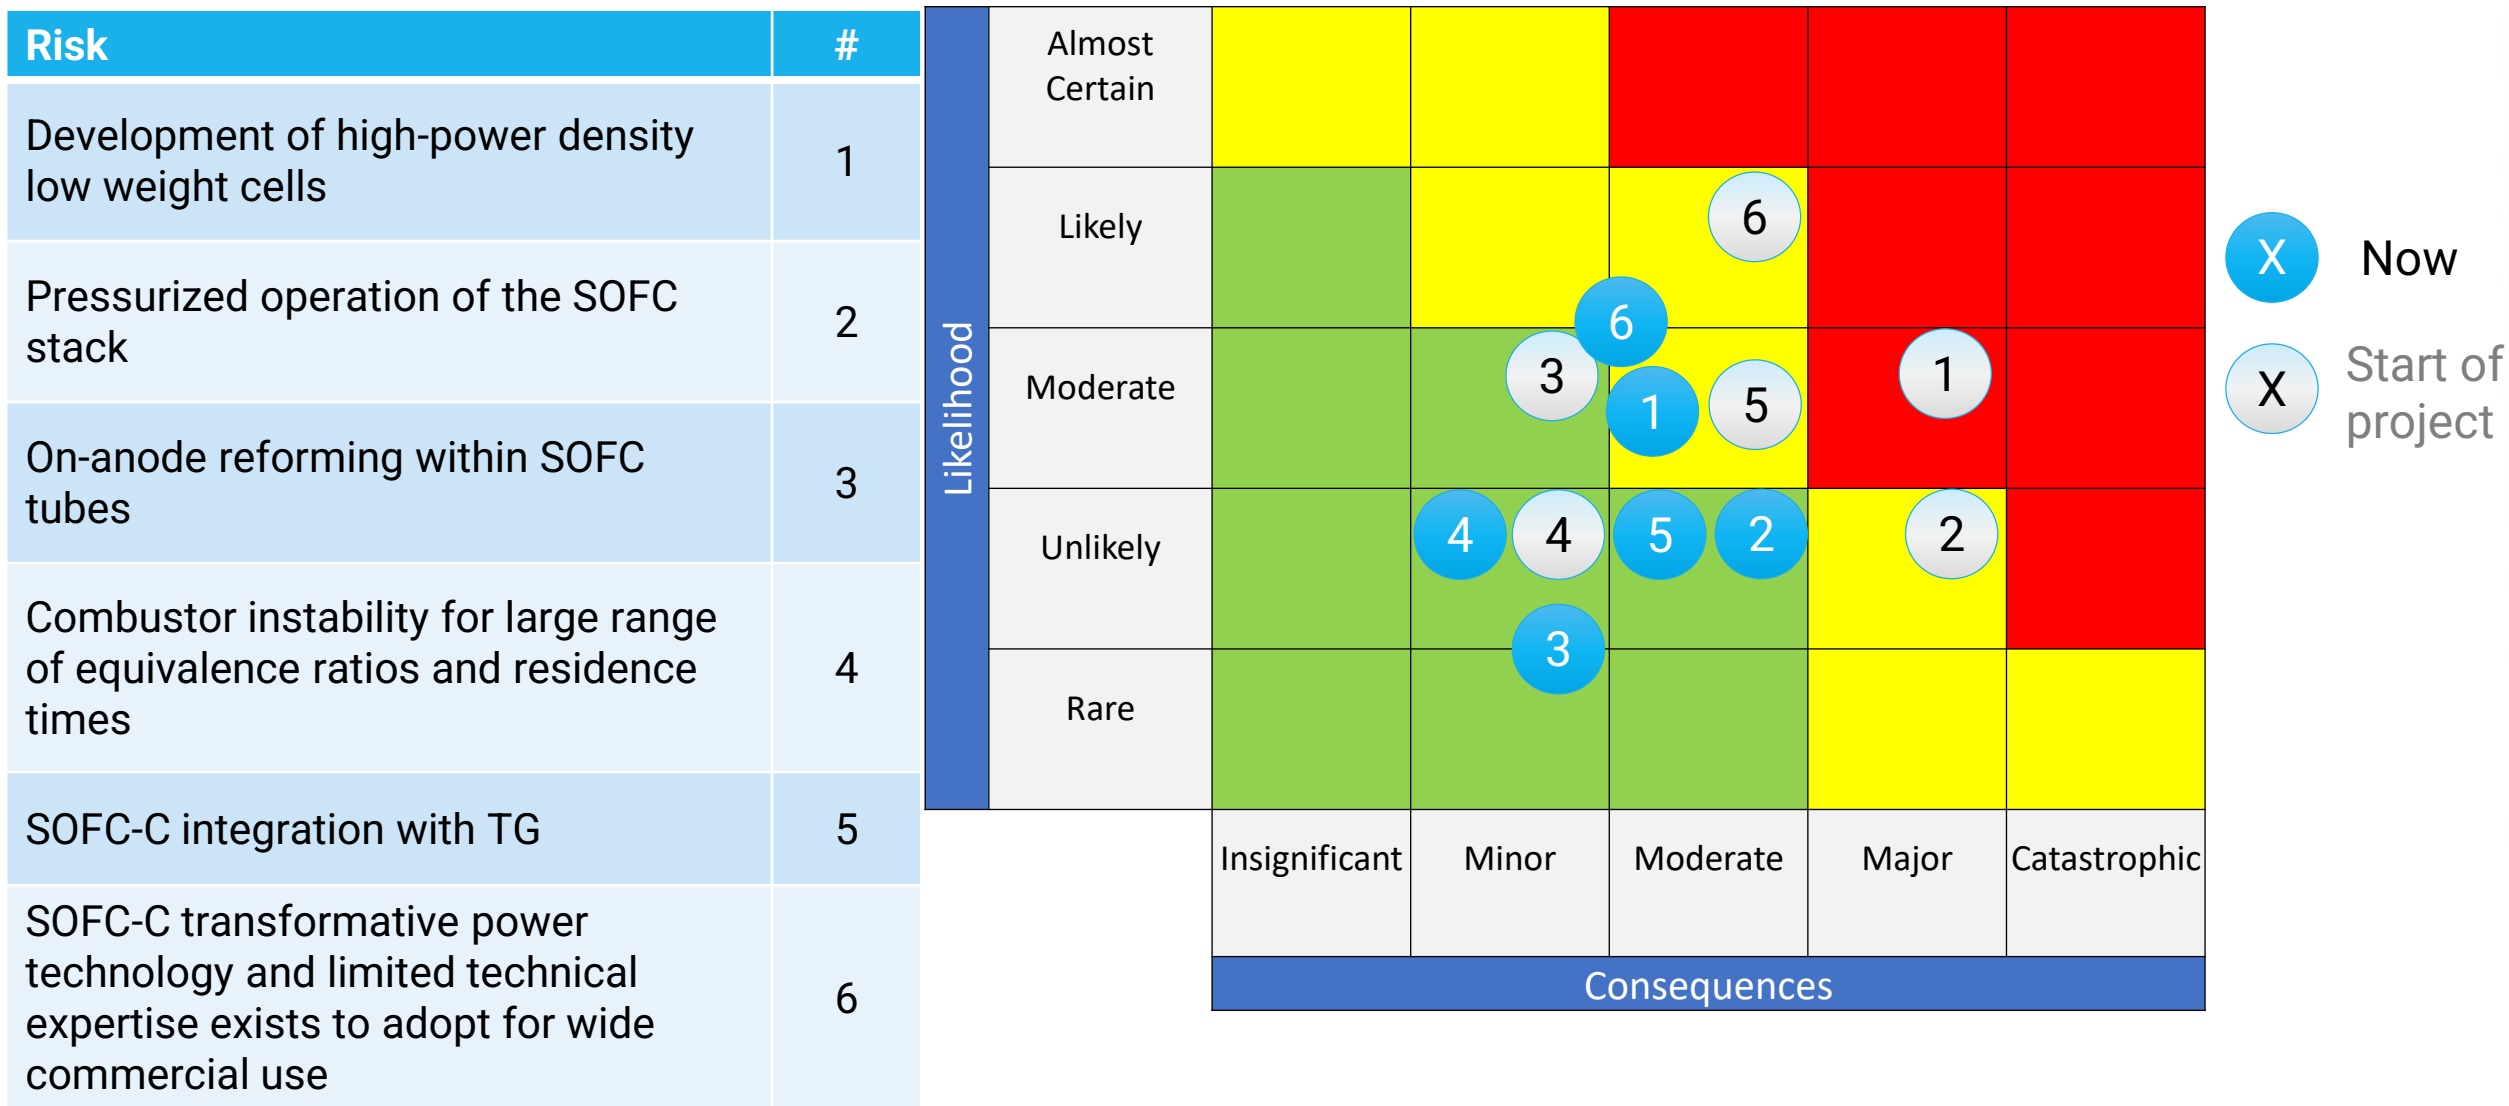 Risk #
Development of high-power density
low weight cells
1
Pressurized operation of the SOFC
stack
2
On-anode reforming within SOFC
tubes
3
Combustor instability for large range
of equivalence ratios and residence
times
4
SOFC-C integration with TG
5
SOFC-C transformative power
technology and limited technical
expertise exists to adopt for wide
commercial use
6
Likelihood
Almost
Certain
Likely
6
6
Moderate
3
1
5
1
Unlikely
4
4
5
2
2
3
Rare
Insignificant Minor Moderate Major Catastrophic
Consequences
X Now
X
Start of
project